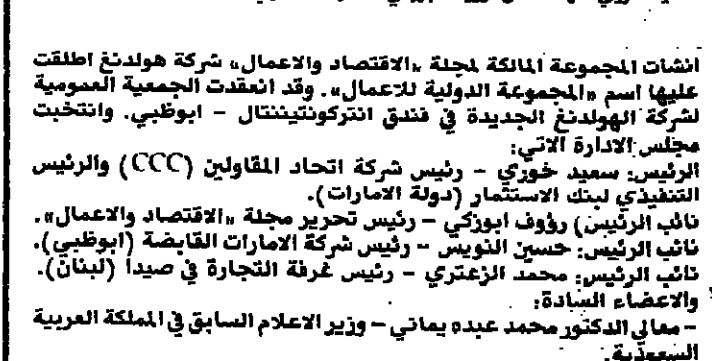 انشات المجموعة المالكة لمجلة «الاقتصاد والاعمال» شركة هولدنغ اطلقت
عليها اسم «المجموعة الدولية للاعمال». وقد انعقدت الجمعية العمومية
لشركة الهولدنغ الجديدة في فندق انتركونتيننتال - ابوظبي. وانتخبت
مجلس الادارة الاتي:
الرئيس: سعيد خوري - رئيس شركة اتحاد المقاولين (CCC) والرئيس
التنفيذي لبنك الاستثمار (دولة الامارات).
نائب الرئيس) رؤوف ابوزكي - رئيس تحرير مجلة «الاقتصاد والاعمال».
نائب الرئيس: حسين النويس - رئيس شركة الامارات القابضة (ابوظبي).
نائب الرئيس: محمد الزعتري - رئيس غرفة التجارة في صيدا (لبنان).
والاعضاء السادة:
- معالي الدكتور محمد عبده يماني - وزير الاعلام السابق في المملكة العربية
السعودية.